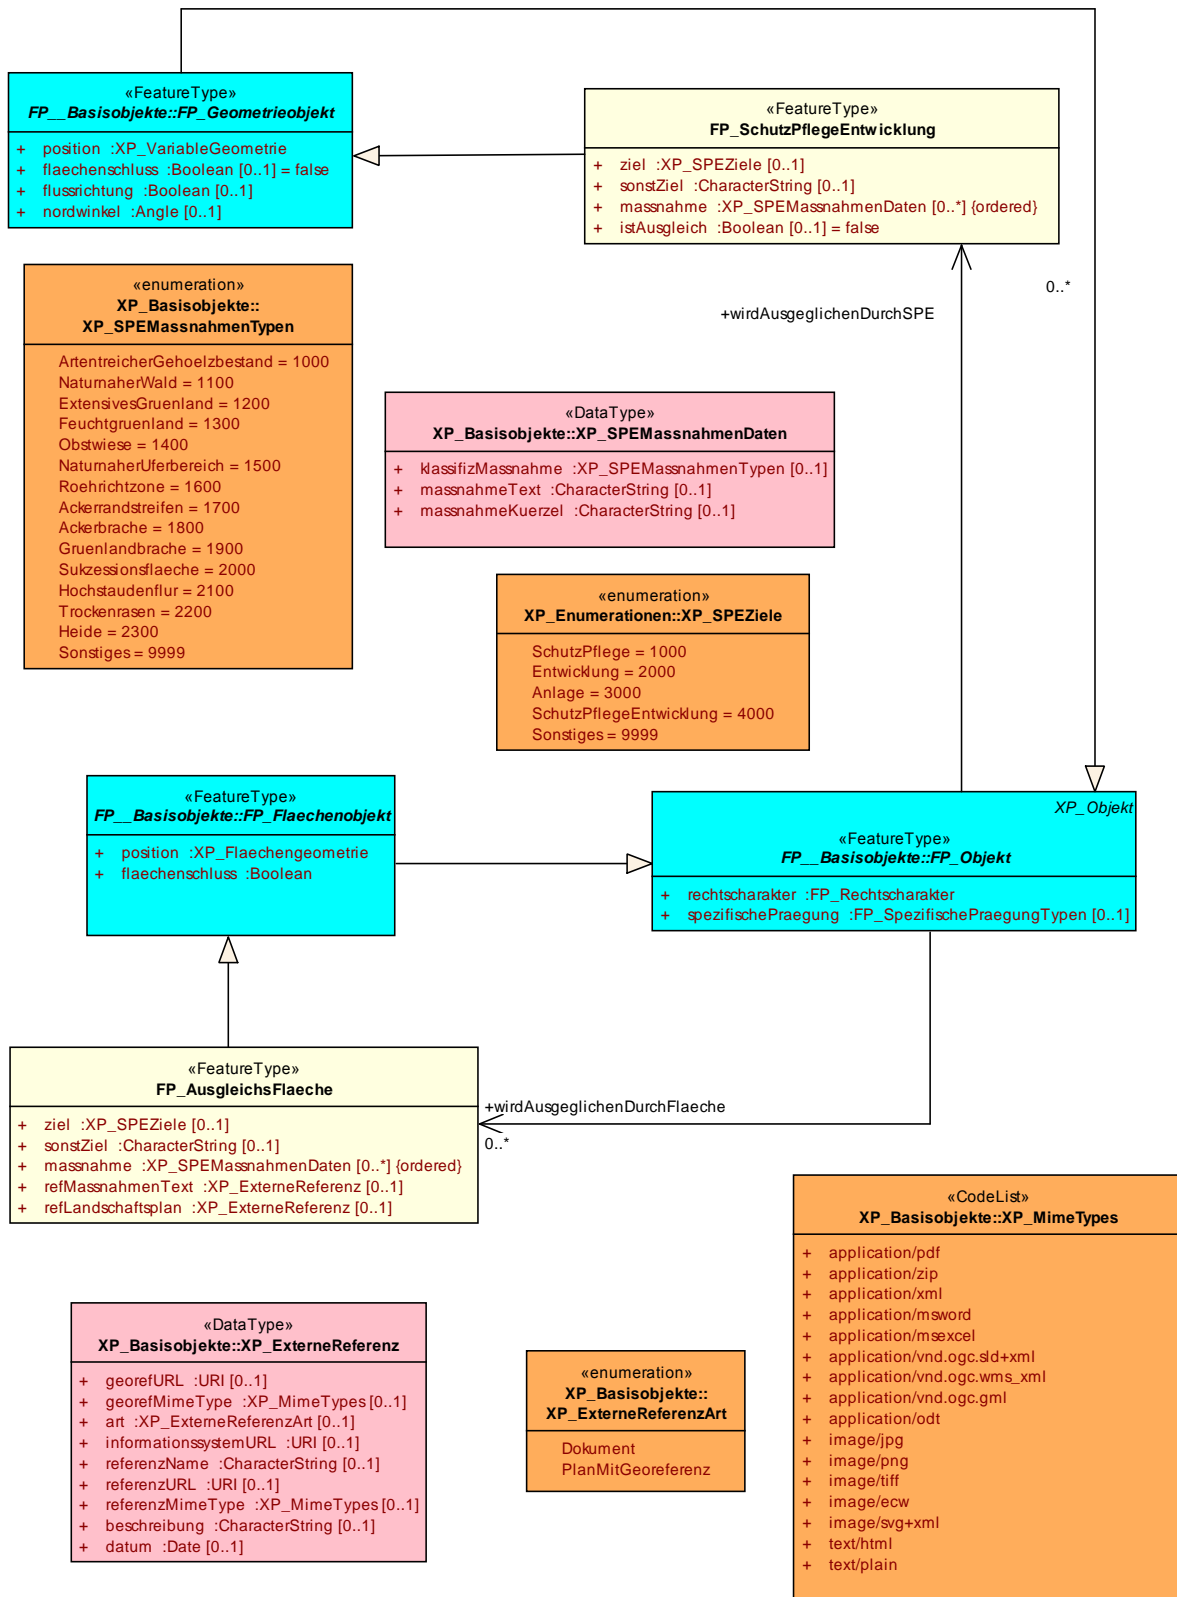 «FeatureType»
FP__Basisobjekte::FP_Geometrieobjekt
+ position :XP_VariableGeometrie
+ flaechenschluss :Boolean [0..1] = false
+ flussrichtung :Boolean [0..1]
+ nordwinkel :Angle [0..1]
«FeatureType»
FP_SchutzPflegeEntwicklung
+ ziel :XP_SPEZiele [0..1]
+ sonstZiel :CharacterString [0..1]
+ massnahme :XP_SPEMassnahmenDaten [0..*] {ordered}
+ istAusgleich :Boolean [0..1] = false
0..*
+wirdAusgeglichenDurchSPE
«enumeration»
XP_Basisobjekte::
XP_SPEMassnahmenTypen
ArtentreicherGehoelzbestand = 1000
NaturnaherWald = 1100
ExtensivesGruenland = 1200
Feuchtgruenland = 1300
Obstwiese = 1400
NaturnaherUferbereich = 1500
Roehrichtzone = 1600
Ackerrandstreifen = 1700
Ackerbrache = 1800
Gruenlandbrache = 1900
Sukzessionsflaeche = 2000
Hochstaudenflur = 2100
Trockenrasen = 2200
Heide = 2300
Sonstiges = 9999
«DataType»
XP_Basisobjekte::XP_SPEMassnahmenDaten
+ klassifizMassnahme :XP_SPEMassnahmenTypen [0..1]
+ massnahmeText :CharacterString [0..1]
+ massnahmeKuerzel :CharacterString [0..1]
«enumeration»
XP_Enumerationen::XP_SPEZiele
SchutzPflege = 1000
Entwicklung = 2000
Anlage = 3000
SchutzPflegeEntwicklung = 4000
Sonstiges = 9999
«FeatureType»
FP__Basisobjekte::FP_Flaechenobjekt
+ position :XP_Flaechengeometrie
+ flaechenschluss :Boolean
XP_Objekt
«FeatureType»
FP__Basisobjekte::FP_Objekt
+ rechtscharakter :FP_Rechtscharakter
+ spezifischePraegung :FP_SpezifischePraegungTypen [0..1]
«FeatureType»
FP_AusgleichsFlaeche
+ ziel :XP_SPEZiele [0..1]
+ sonstZiel :CharacterString [0..1]
+ massnahme :XP_SPEMassnahmenDaten [0..*] {ordered}
+ refMassnahmenText :XP_ExterneReferenz [0..1]
+ refLandschaftsplan :XP_ExterneReferenz [0..1]
+wirdAusgeglichenDurchFlaeche
0..*
«CodeList»
XP_Basisobjekte::XP_MimeTypes
+ application/pdf
+ application/zip
+ application/xml
+ application/msword
+ application/msexcel
+ application/vnd.ogc.sld+xml
+ application/vnd.ogc.wms_xml
+ application/vnd.ogc.gml
+ application/odt
+ image/jpg
+ image/png
+ image/tiff
+ image/ecw
+ image/svg+xml
+ text/html
+ text/plain
«DataType»
XP_Basisobjekte::XP_ExterneReferenz
+ georefURL :URI [0..1]
+ georefMimeType :XP_MimeTypes [0..1]
+ art :XP_ExterneReferenzArt [0..1]
+ informationssystemURL :URI [0..1]
+ referenzName :CharacterString [0..1]
+ referenzURL :URI [0..1]
+ referenzMimeType :XP_MimeTypes [0..1]
+ beschreibung :CharacterString [0..1]
+ datum :Date [0..1]
«enumeration»
XP_Basisobjekte::
XP_ExterneReferenzArt
Dokument
PlanMitGeoreferenz